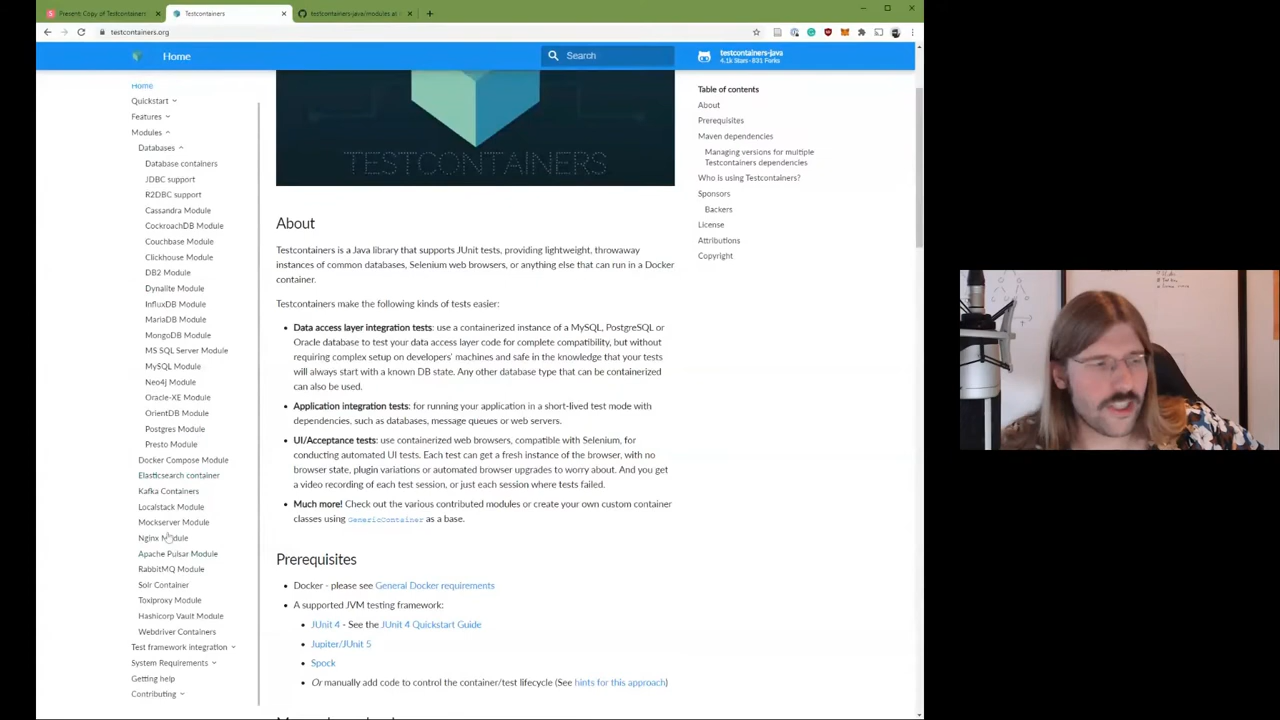 Present: Copy of Testcontainers
Testcontainers
testcontainers-java/modules at
testcontainers.org
Home
Search
testcontainers-java
4.1k Stars · 831 Forks
Home
Quickstart
Features
Modules
Databases
Database containers
JDBC support
R2DBC support
Cassandra Module
CockroachDB Module
Couchbase Module
Clickhouse Module
DB2 Module
Dynalite Module
InfluxDB Module
MariaDB Module
MongoDB Module
MS SQL Server Module
MySQL Module
Neo4j Module
Oracle-XE Module
OrientDB Module
Postgres Module
Presto Module
Docker Compose Module
Elasticsearch container
Kafka Containers
Localstack Module
Mockserver Module
Nginx Module
Apache Pulsar Module
RabbitMQ Module
Solr Container
Toxiproxy Module
Hashicorp Vault Module
Webdriver Containers
Test framework integration
System Requirements
Getting help
Contributing
TESTCONTAINERS
About
Testcontainers is a Java library that supports JUnit tests, providing lightweight, throwaway
instances of common databases, Selenium web browsers, or anything else that can run in a Docker
container.
Testcontainers make the following kinds of tests easier:
• Data access layer integration tests: use a containerized instance of a MySQL, PostgreSQL or
Oracle database to test your data access layer code for complete compatibility, but without
requiring complex setup on developers' machines and safe in the knowledge that your tests
will always start with a known DB state. Any other database type that can be containerized
can also be used.
• Application integration tests: for running your application in a short-lived test mode with
dependencies, such as databases, message queues or web servers.
• UI/Acceptance tests: use containerized web browsers, compatible with Selenium, for
conducting automated UI tests. Each test can get a fresh instance of the browser, with no
browser state, plugin variations or automated browser upgrades to worry about. And you get
a video recording of each test session, or just each session where tests failed.
• Much more! Check out the various contributed modules or create your own custom container
classes using GenericContainer as a base.
Prerequisites
• Docker - please see General Docker requirements
• A supported JVM testing framework:
• JUnit 4 - See the JUnit 4 Quickstart Guide
• Jupiter/JUnit 5
• Spock
• Or manually add code to control the container/test lifecycle (See hints for this approach)
Table of contents
About
Prerequisites
Maven dependencies
Managing versions for multiple
Testcontainers dependencies
Who is using Testcontainers?
Sponsors
Backers
License
Attributions
Copyright